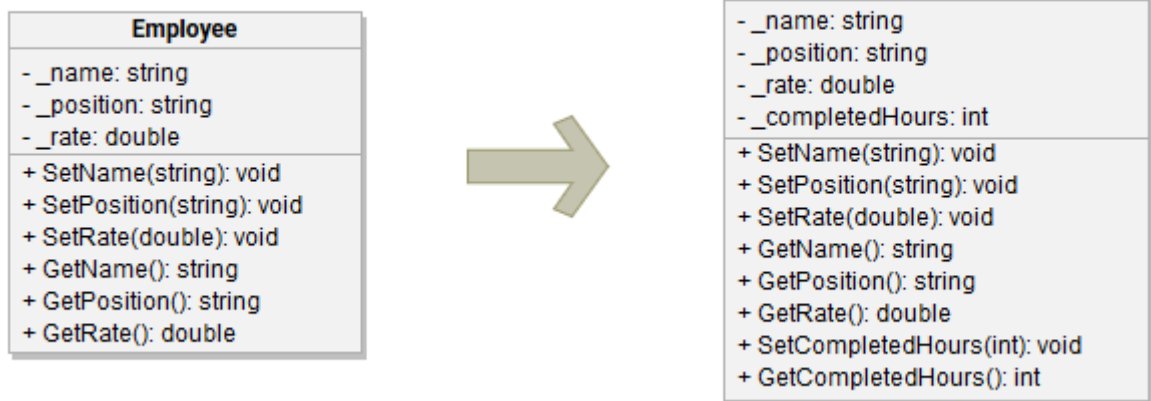 Employee
- _name: string
- _position: string
- _rate: double
+ SetName(string): void
+ SetPosition(string): void
+ SetRate(double): void
+ GetName(): string
+ GetPosition(): string
+ GetRate(): double
- _name: string
- _position: string
- _rate: double
- _completedHours: int
+ SetName(string): void
+ SetPosition(string): void
+ SetRate(double): void
+ GetName(): string
+ GetPosition(): string
+ GetRate(): double
+ SetCompletedHours(int): void
+ GetCompletedHours(): int